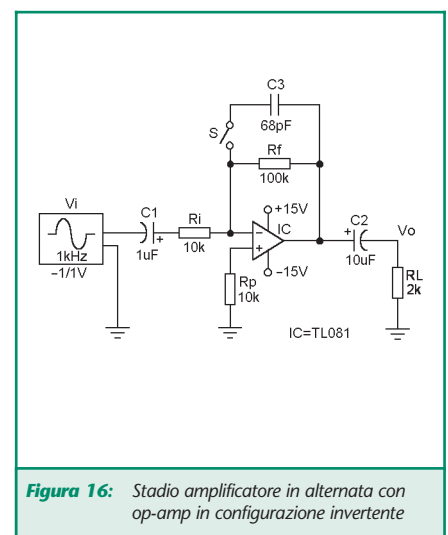 C3
68pF
S
Rf
100k
Vi
1kHz
–1/1V
C1
+
1uF
Ri
10k
+15V
IC
–
+
–15V
Rp
10k
C2
+
10uF
Vo
RL
2k
IC=TL081
Figura 16: Stadio amplificatore in alternata con
op-amp in configurazione invertente